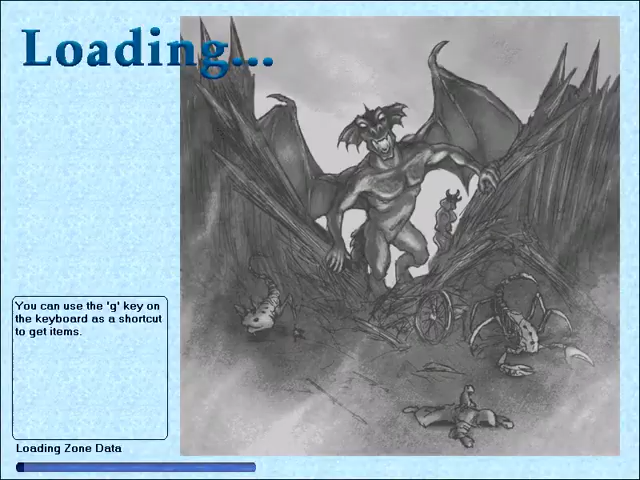 Loading...
You can use the 'g' key on
the keyboard as a shortcut
to get items.
Loading Zone Data